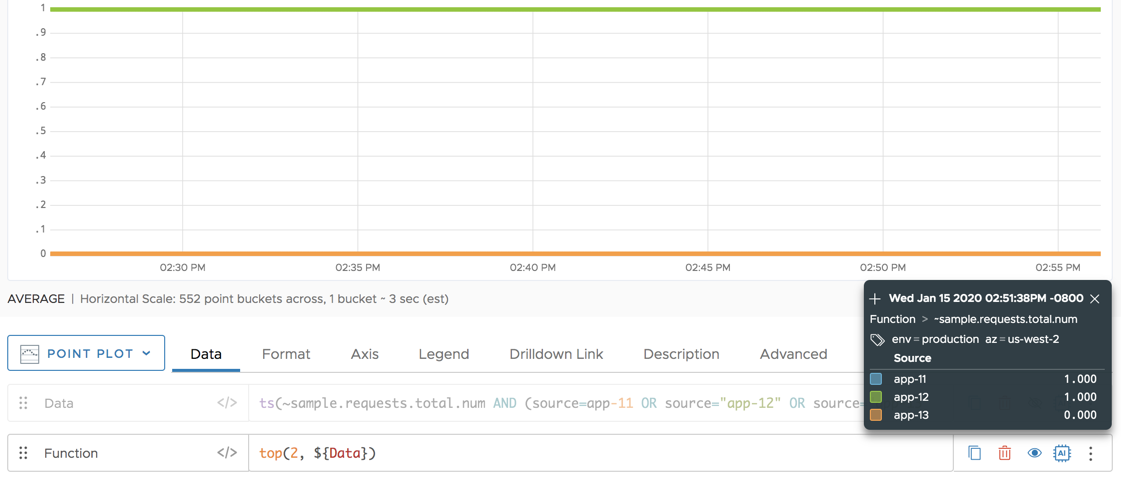 1
.9
.8
.7
.6
.5
.4
.3
.2
.1
0
02:30 PM 02:35 PM 02:40 PM 02:45 PM 02:50 PM 02:55 PM
AVERAGE | Horizontal Scale: 552 point buckets across, 1 bucket ~ 3 sec (est)
Wed Jan 15 2020 02:51:38PM -0800
Function > ~sample.requests.total.num
env = production az = us-west-2
Source
app-11 1.000
app-12 1.000
app-13 0.000
POINT PLOT Data Format Axis Legend Drilldown Link Description Advanced
Data </> ts(~sample.requests.total.num AND (source=app-11 OR source="app-12" OR source=
Function </> top(2, ${Data}) AI